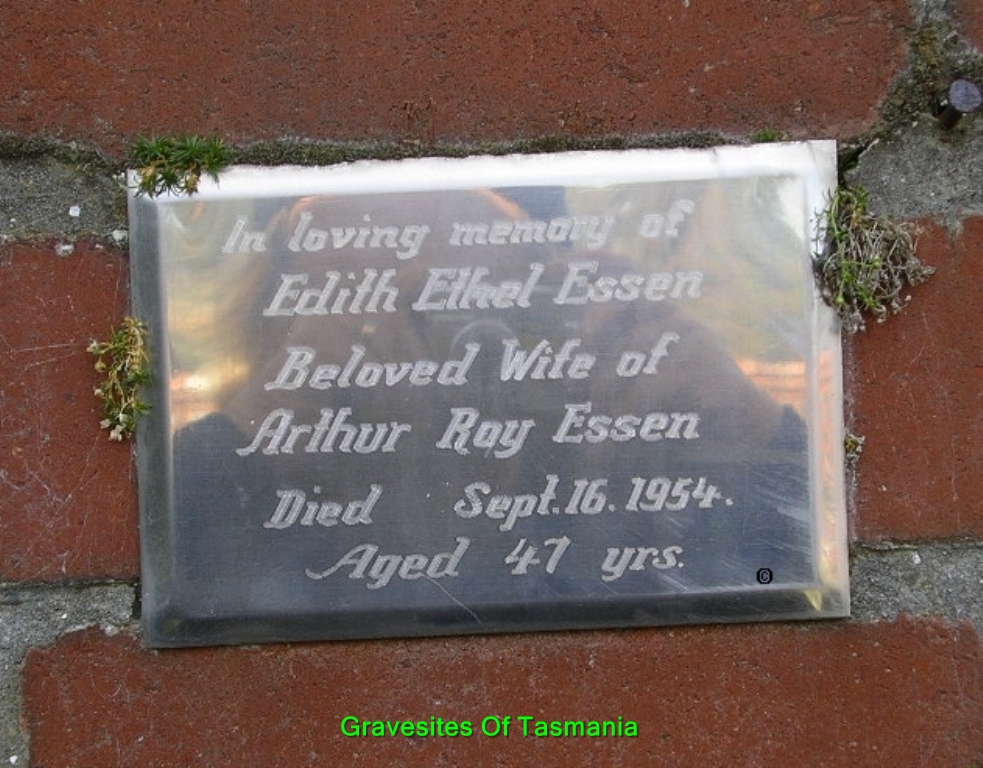 In loving memory of
Edith Ethel Essen
Beloved Wife of
Arthur Roy Essen
Died Sept. 16. 1954.
Aged 47 yrs.
©
Gravesites Of Tasmania